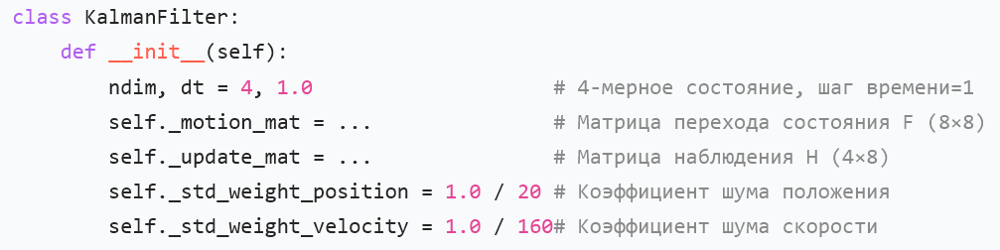 class KalmanFilter:
    def __init__(self):
        ndim, dt = 4, 1.0                    # 4-мерное состояние, шаг времени=1
        self._motion_mat = ...               # Матрица перехода состояния F (8×8)
        self._update_mat = ...               # Матрица наблюдения H (4×8)
        self._std_weight_position = 1.0 / 20 # Коэффициент шума положения
        self._std_weight_velocity = 1.0 / 160# Коэффициент шума скорости